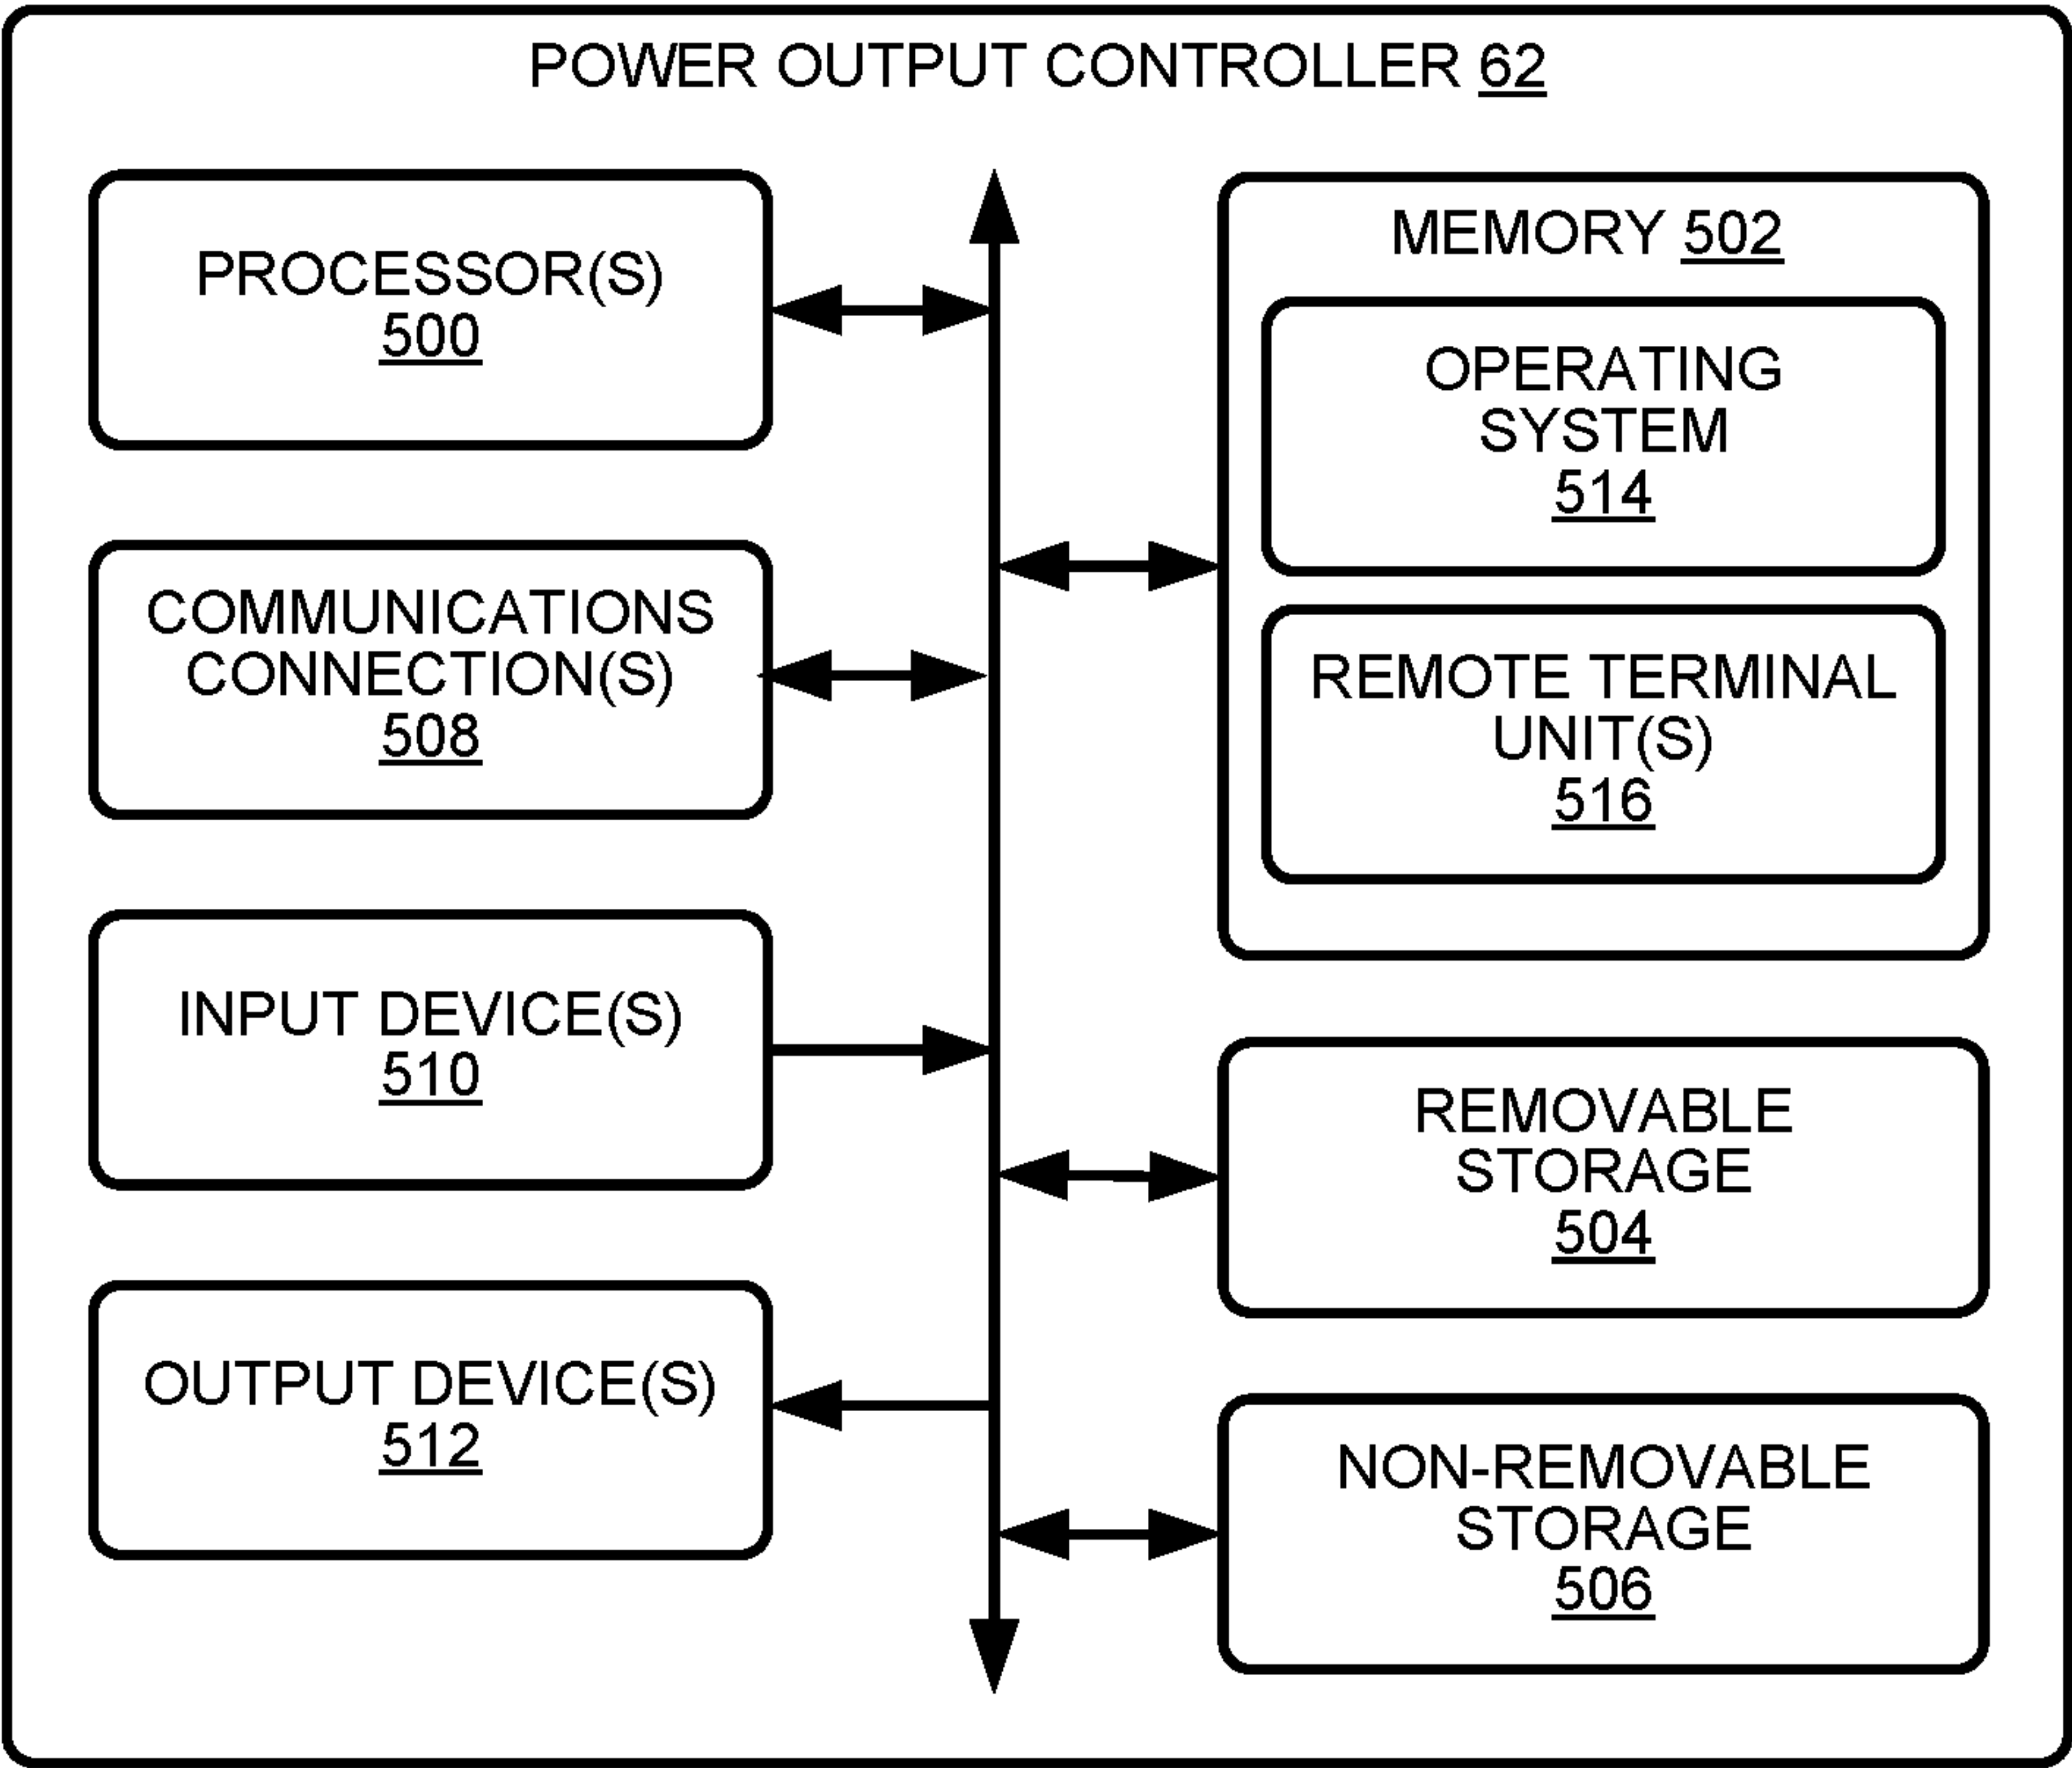 POWER OUTPUT CONTROLLER 62
PROCESSOR(S)
500
COMMUNICATIONS
CONNECTION(S)
508
INPUT DEVICE(S)
510
OUTPUT DEVICE(S)
512
MEMORY 502
OPERATING
SYSTEM
514
REMOTE TERMINAL
UNIT(S)
516
REMOVABLE
STORAGE
504
NON-REMOVABLE
STORAGE
506